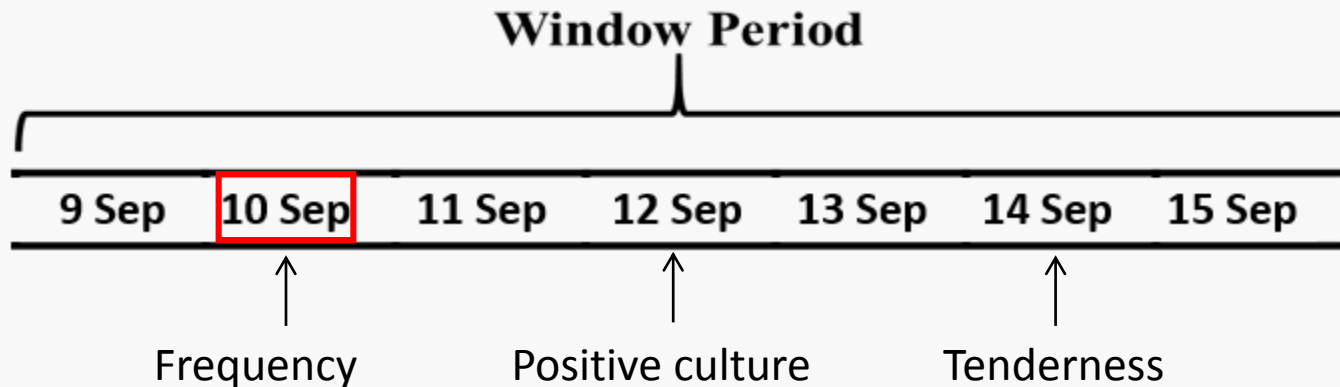 Window Period
9 Sep 10 Sep 11 Sep 12 Sep 13 Sep 14 Sep 15 Sep
Frequency Positive culture Tenderness